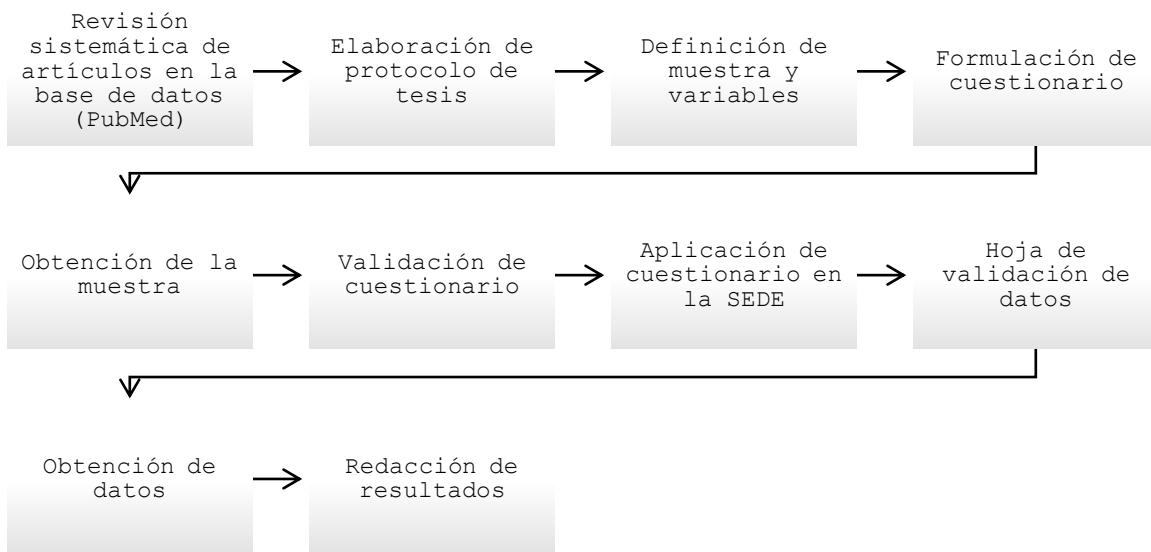 Revisión
sistemática de
artículos en la
base de datos
(PubMed)
Elaboración de
protocolo de
tesis
Definición de
muestra y
variables
Formulación de
cuestionario
Obtención de la
muestra
Validación de
cuestionario
Aplicación de
cuestionario en
la SEDE
Hoja de
validación de
datos
Obtención de
datos
Redacción de
resultados